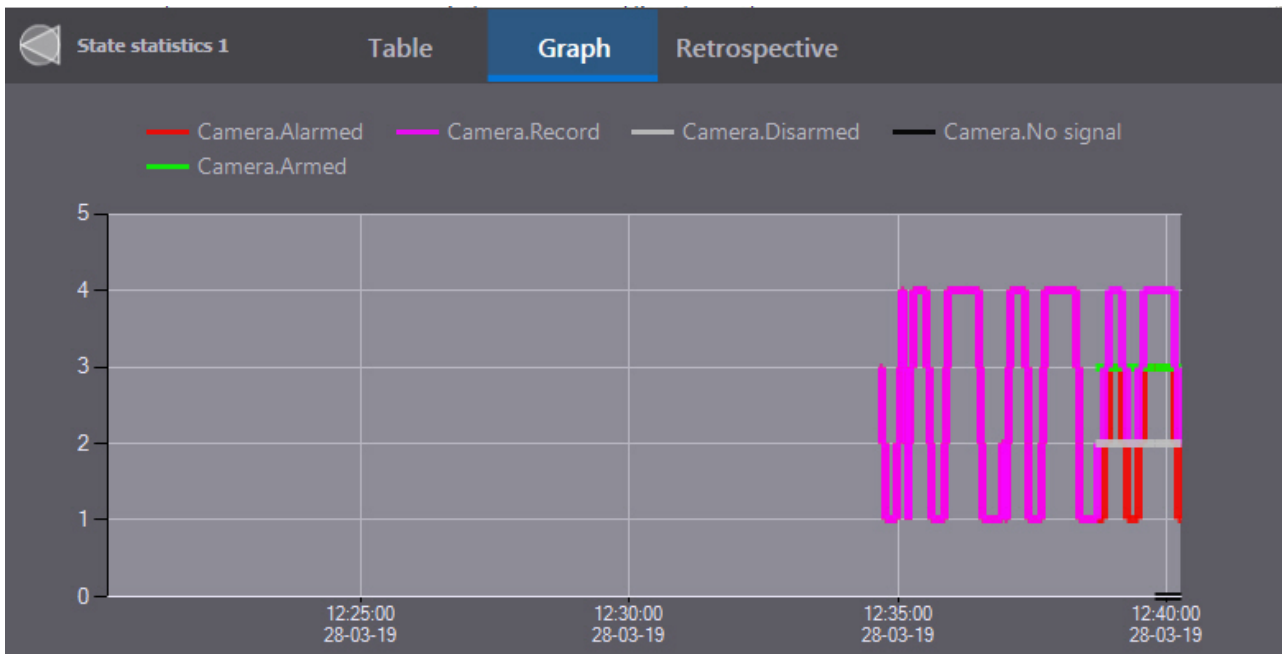 State statistics 1 Table Graph Retrospective
Camera.Alarmed Camera.Record Camera.Disarmed Camera.No signal
Camera.Armed
5
4
3
2
1
0
12:25:00 12:30:00 12:35:00 12:40:00
28-03-19 28-03-19 28-03-19 28-03-19